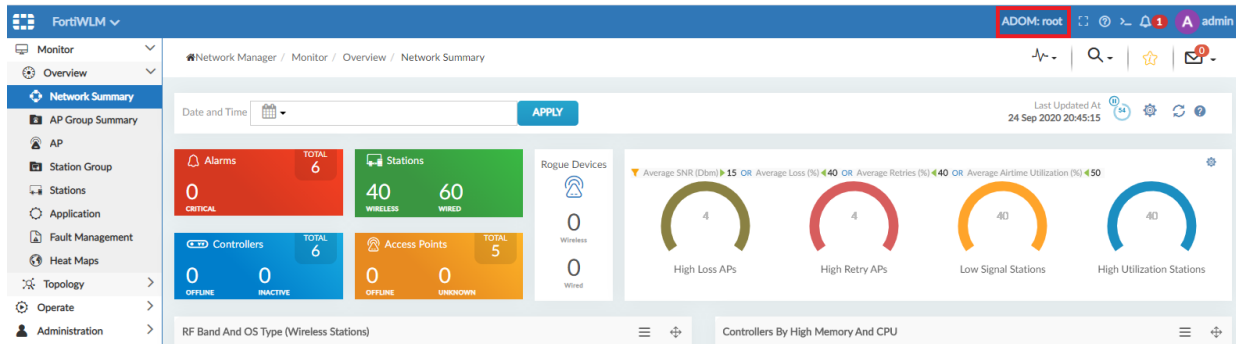 FortiWLM
ADOM: root
1
A
admin
Monitor
Overview
Network Summary
AP Group Summary
AP
Station Group
Stations
Application
Fault Management
Heat Maps
Topology
Operate
Administration
Network Manager / Monitor / Overview / Network Summary
0
Date and Time
APPLY
Last Updated At
24 Sep 2020 20:45:15
54
Alarms
TOTAL
6
0
CRITICAL
Stations
40 60
WIRELESS WIRED
Controllers
TOTAL
6
0 0
OFFLINE INACTIVE
Access Points
TOTAL
5
0 0
OFFLINE UNKNOWN
Rogue Devices
0
Wireless
0
Wired
Average SNR (Dbm) 15 OR Average Loss (%) 40 OR Average Retries (%) 40 OR Average Airtime Utilization (%) 50
4
High Loss APs
4
High Retry APs
40
Low Signal Stations
40
High Utilization Stations
RF Band And OS Type (Wireless Stations)
Controllers By High Memory And CPU